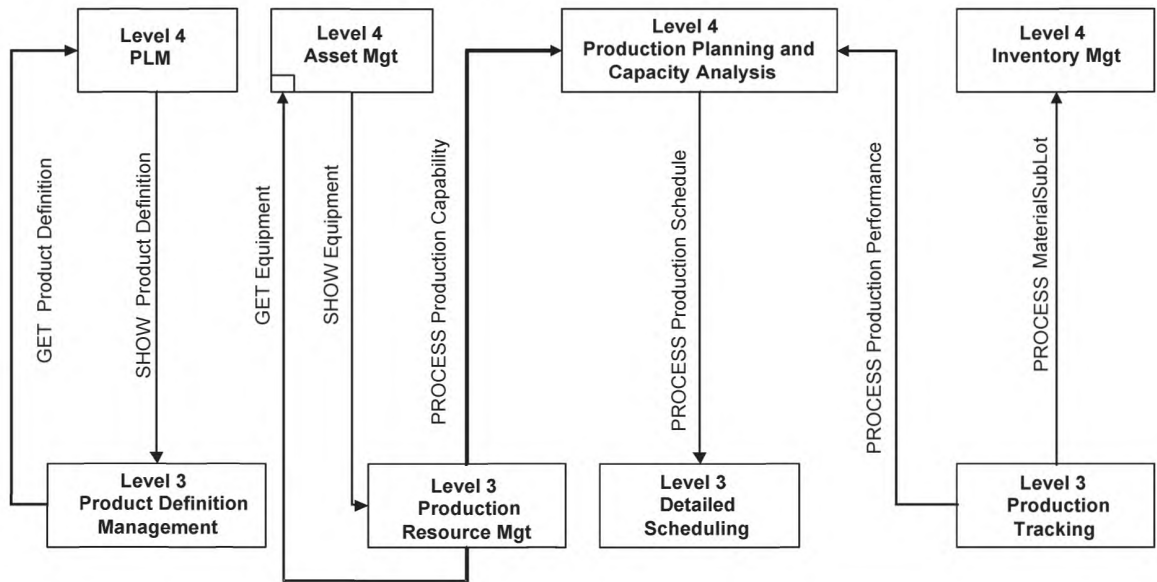 Level 4
PLM
Level 4
Asset Mgt
Level 4
Production Planning and
Capacity Analysis
Level 4
Inventory Mgt
GET Product Definition
SHOW Product Definition
GET Equipment
SHOW Equipment
PROCESS Production Capability
PROCESS Production Schedule
PROCESS Production Performance
PROCESS MaterialSubLot
Level 3
Product Definition
Management
Level 3
Production
Resource Mgt
Level 3
Detailed
Scheduling
Level 3
Production
Tracking